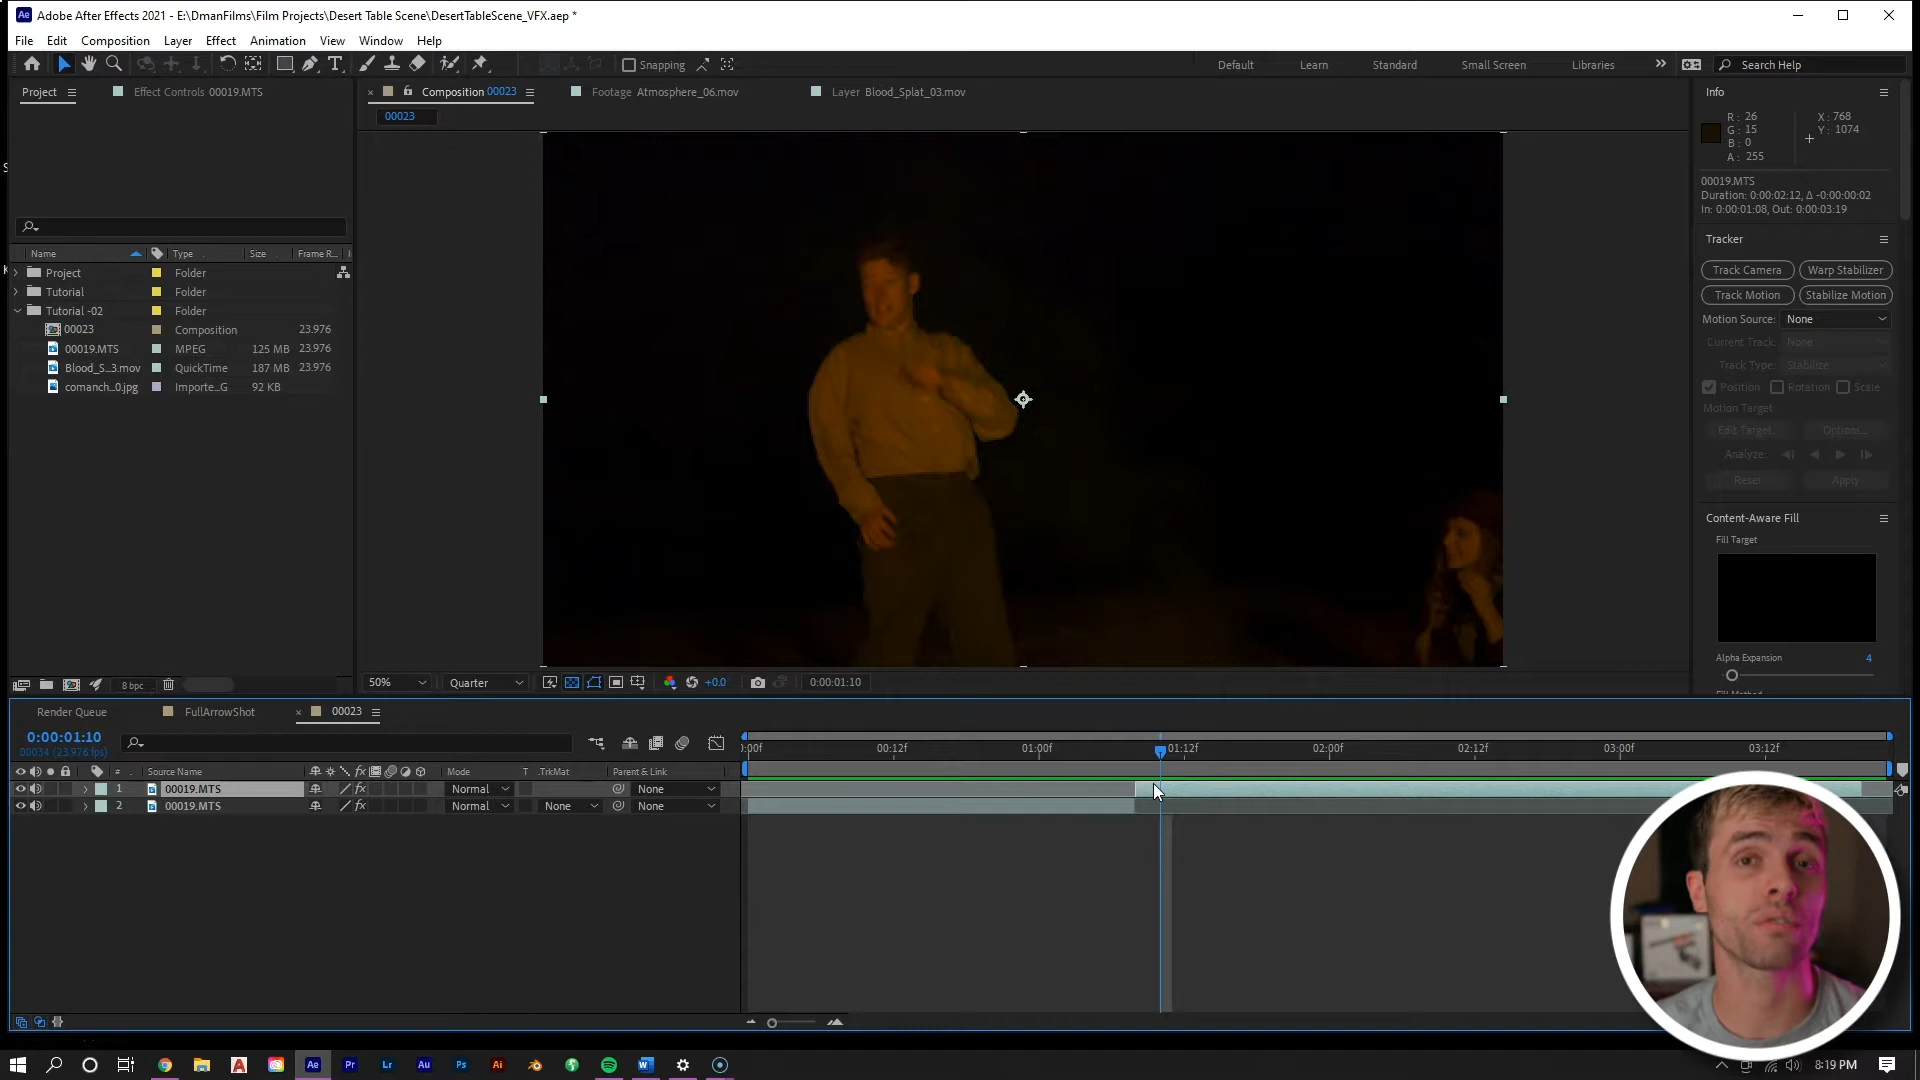 Adobe After Effects 2021 - E:\DmanFilms\Film Projects\Desert Table Scene\DesertTableScene_VFX.aep *
File Edit Composition Layer Effect Animation View Window Help
Snapping Default Learn Standard Small Screen Libraries Search Help
Project Effect Controls 00019.MTS
Composition 00023 Footage Atmosphere_06.mov Layer Blood_Splat_03.mov
00023
Info
R: 26 X: 768
G: 15 Y: 1074
B: 0
A: 255
00019.MTS
Duration: 0:00:02:12, Δ -0:00:00:02
In: 0:00:01:08, Out: 0:00:03:19
Tracker
Track Camera Warp Stabilizer
Track Motion Stabilize Motion
Motion Source: None
Current Track: None
Track Type: Stabilize
Position Rotation Scale
Motion Target:
Edit Target... Options...
Analyze:
Reset Apply
Content-Aware Fill
Fill Target
Alpha Expansion 4
Name Type Size Frame R...
Project Folder
Tutorial Folder
Tutorial -02 Folder
00023 Composition 23.976
00019.MTS MPEG 125 MB 23.976
Blood_S...3.mov QuickTime 187 MB 23.976
comanch...0.jpg Importe...G 92 KB
8 bpc
50% Quarter +0.0 0:00:01:10
Render Queue FullArrowShot 00023
0:00:01:10
00034 (23.976 fps)
:00f 00:12f 01:00f 01:12f 02:00f 02:12f 03:00f 03:12f
# Source Name Mode T .TrkMat Parent & Link
1 00019.MTS Normal None
2 00019.MTS Normal None None
8:19 PM